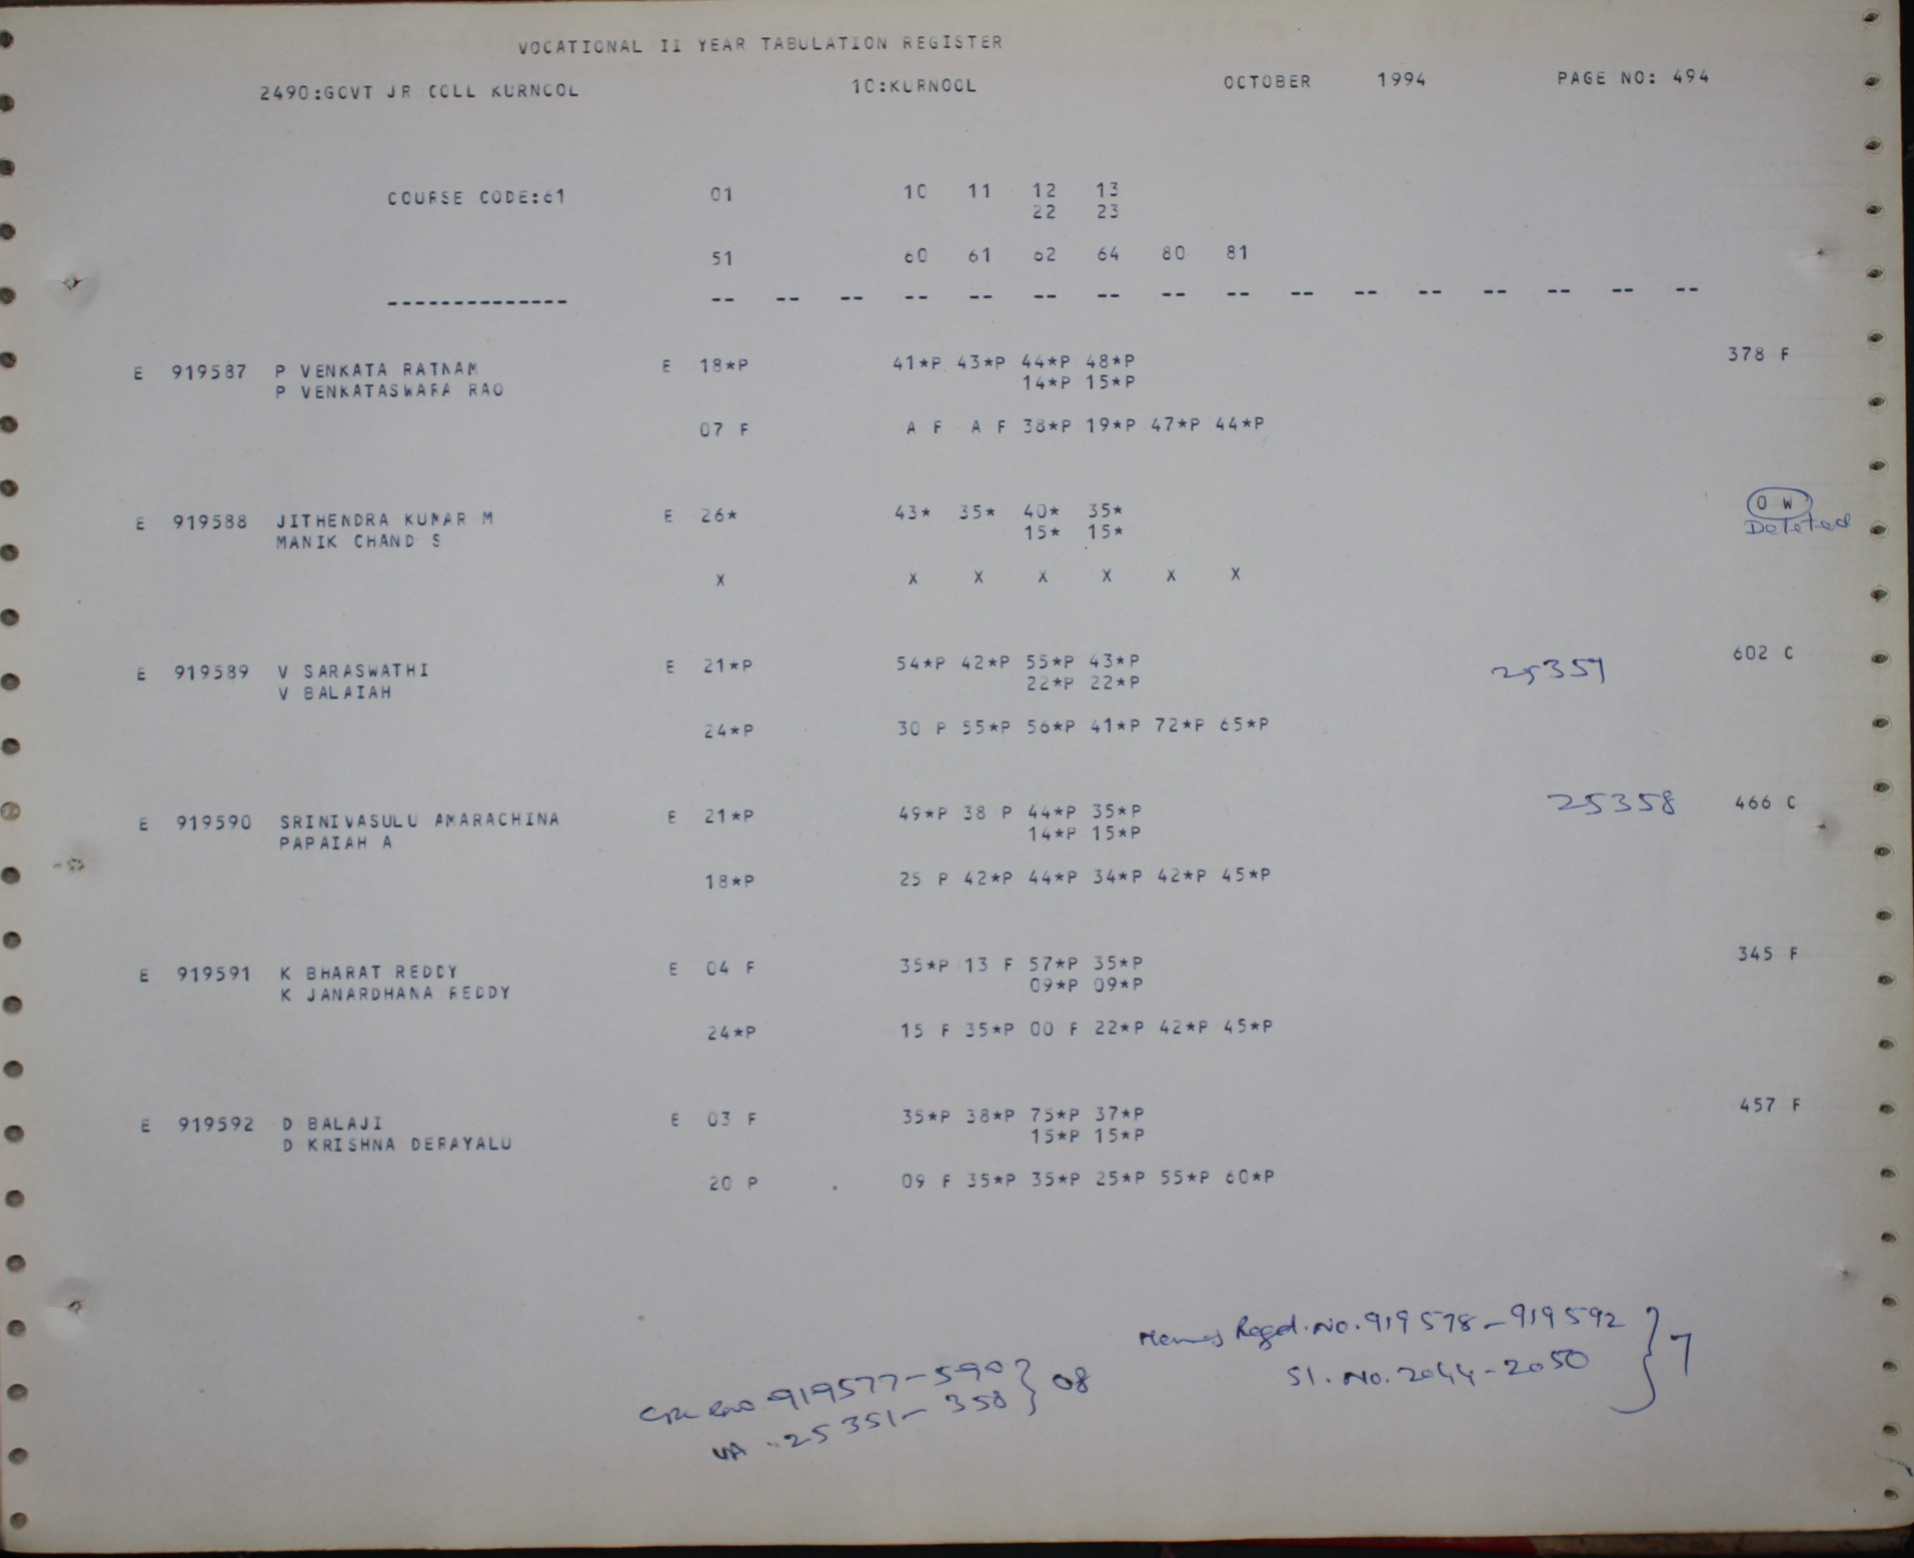 VOCATIONAL II YEAR TABULATION REGISTER
2490:GOVT JR COLL KURNOOL 10:KURNOOL OCTOBER 1994 PAGE NO: 494
COURSE CODE:61 01 10 11 12 13
22 23
51 60 61 62 64 80 81
-------------- -- -- -- -- -- -- -- -- -- -- -- -- -- -- -- --
E 919587 P VENKATA RATNAM E 18*P 41*P 43*P 44*P 48*P 378 F
P VENKATASWARA RAO 14*P 15*P
07 F A F A F 38*P 19*P 47*P 44*P
E 919588 JITHENDRA KUMAR M E 26* 43* 35* 40* 35* 0 W
MANIK CHAND S 15* 15* Deleted
X X X X X X X
E 919589 V SARASWATHI E 21*P 54*P 42*P 55*P 43*P 25357 602 C
V BALAIAH 22*P 22*P
24*P 30 P 55*P 56*P 41*P 72*P 65*P
E 919590 SRINIVASULU AMARACHINA E 21*P 49*P 38 P 44*P 35*P 25358 466 C
PAPAIAH A 14*P 15*P
18*P 25 P 42*P 44*P 34*P 42*P 45*P
E 919591 K BHARAT REDDY E 04 F 35*P 13 F 57*P 35*P 345 F
K JANARDHANA REDDY 09*P 09*P
24*P 15 F 35*P 00 F 22*P 42*P 45*P
E 919592 D BALAJI E 03 F 35*P 38*P 75*P 37*P 457 F
D KRISHNA DERAYALU 15*P 15*P
20 P 09 F 35*P 35*P 25*P 55*P 60*P
Regd. No. 919578-919592 } 7
Sl. No. 2044-2050
919577-590 } 08
25351-358